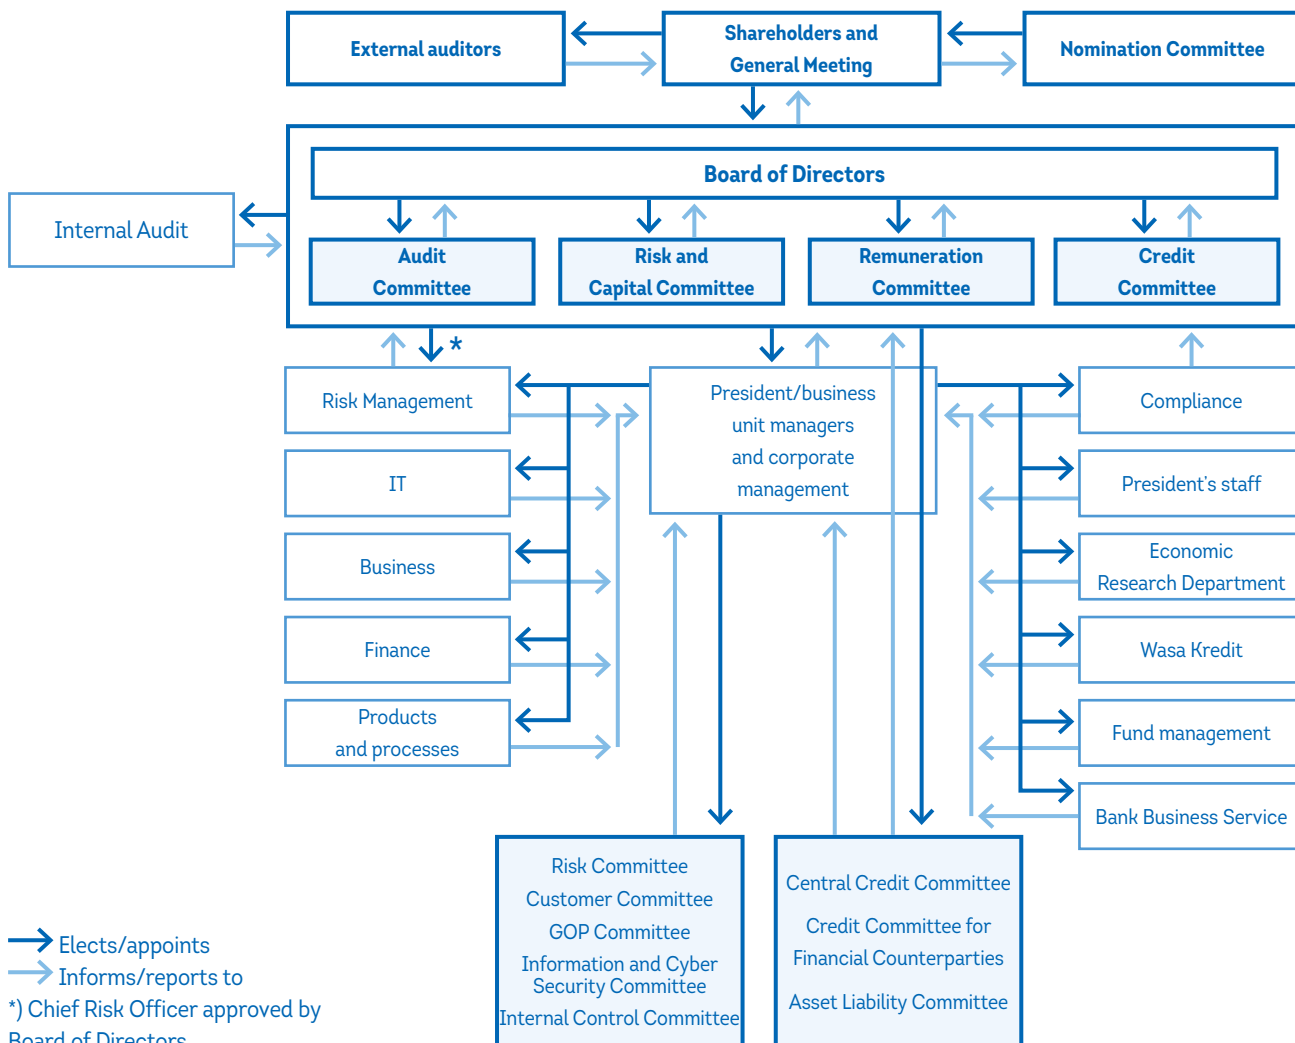 External auditors
Shareholders and
General Meeting
Nomination Committee
Board of Directors
Internal Audit
Audit
Committee
Risk and
Capital Committee
Remuneration
Committee
Credit
Committee
*
Risk Management
President/business
unit managers
and corporate
management
Compliance
IT
President's staff
Business
Economic
Research Department
Finance
Wasa Kredit
Products
and processes
Fund management
Bank Business Service
Risk Committee
Customer Committee
GOP Committee
Information and Cyber
Security Committee
Internal Control Committee
Central Credit Committee
Credit Committee for
Financial Counterparties
Asset Liability Committee
Elects/appoints
Informs/reports to
*) Chief Risk Officer approved by
Board of Directors